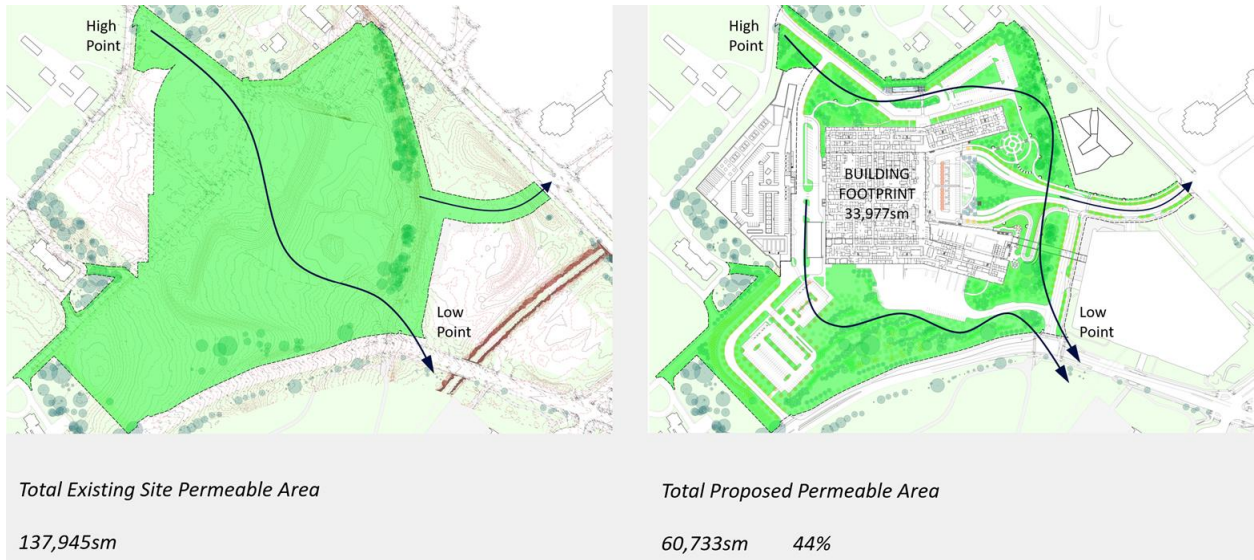 High
Point
Low
Point
Total Existing Site Permeable Area
137,945sm
High
Point
BUILDING
FOOTPRINT
33,977sm
Low
Point
Total Proposed Permeable Area
60,733sm 44%